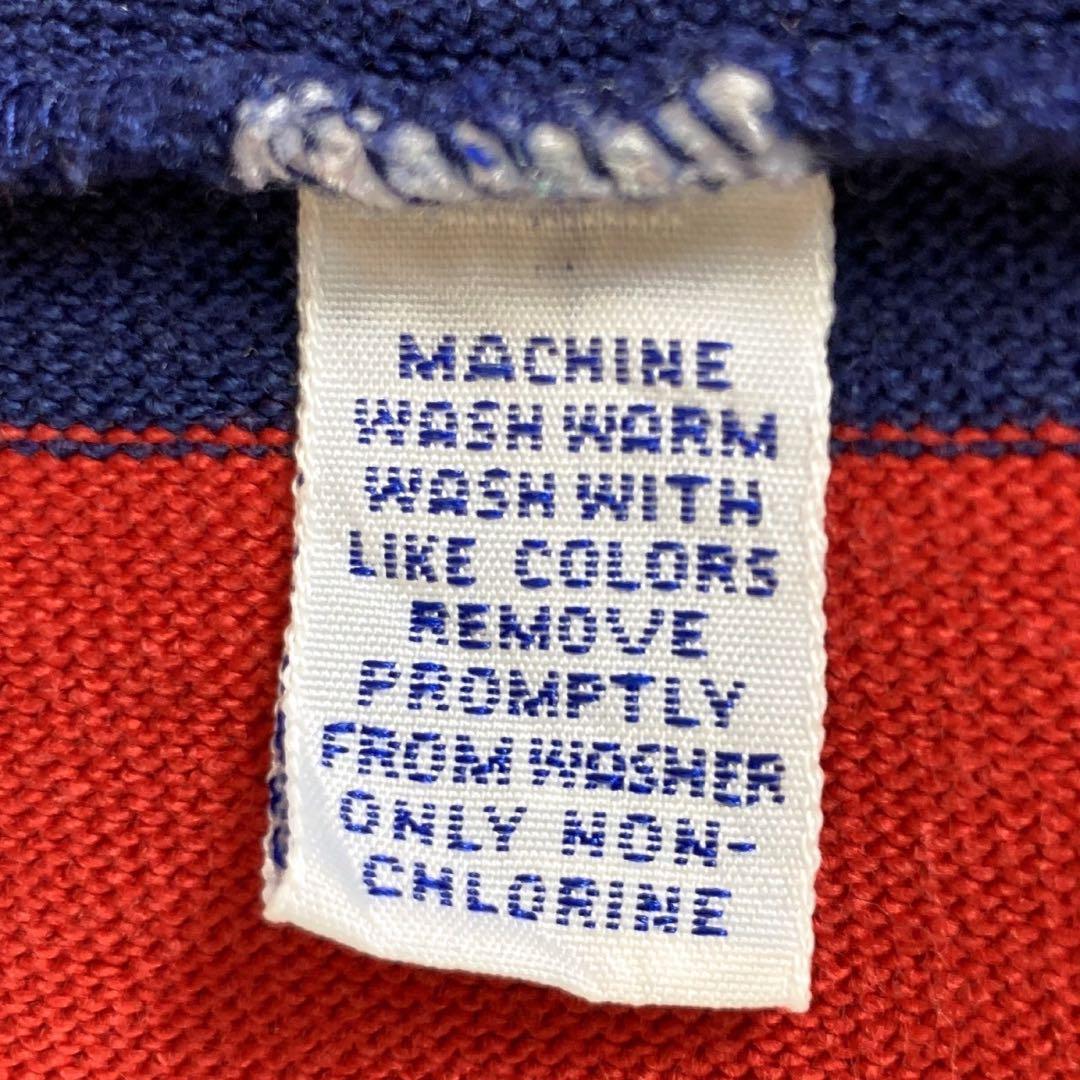 MACHINE
WASH WARM
WASH WITH
LIKE COLORS
REMOVE
PROMPTLY
FROM WASHER
ONLY NON-
CHLORINE